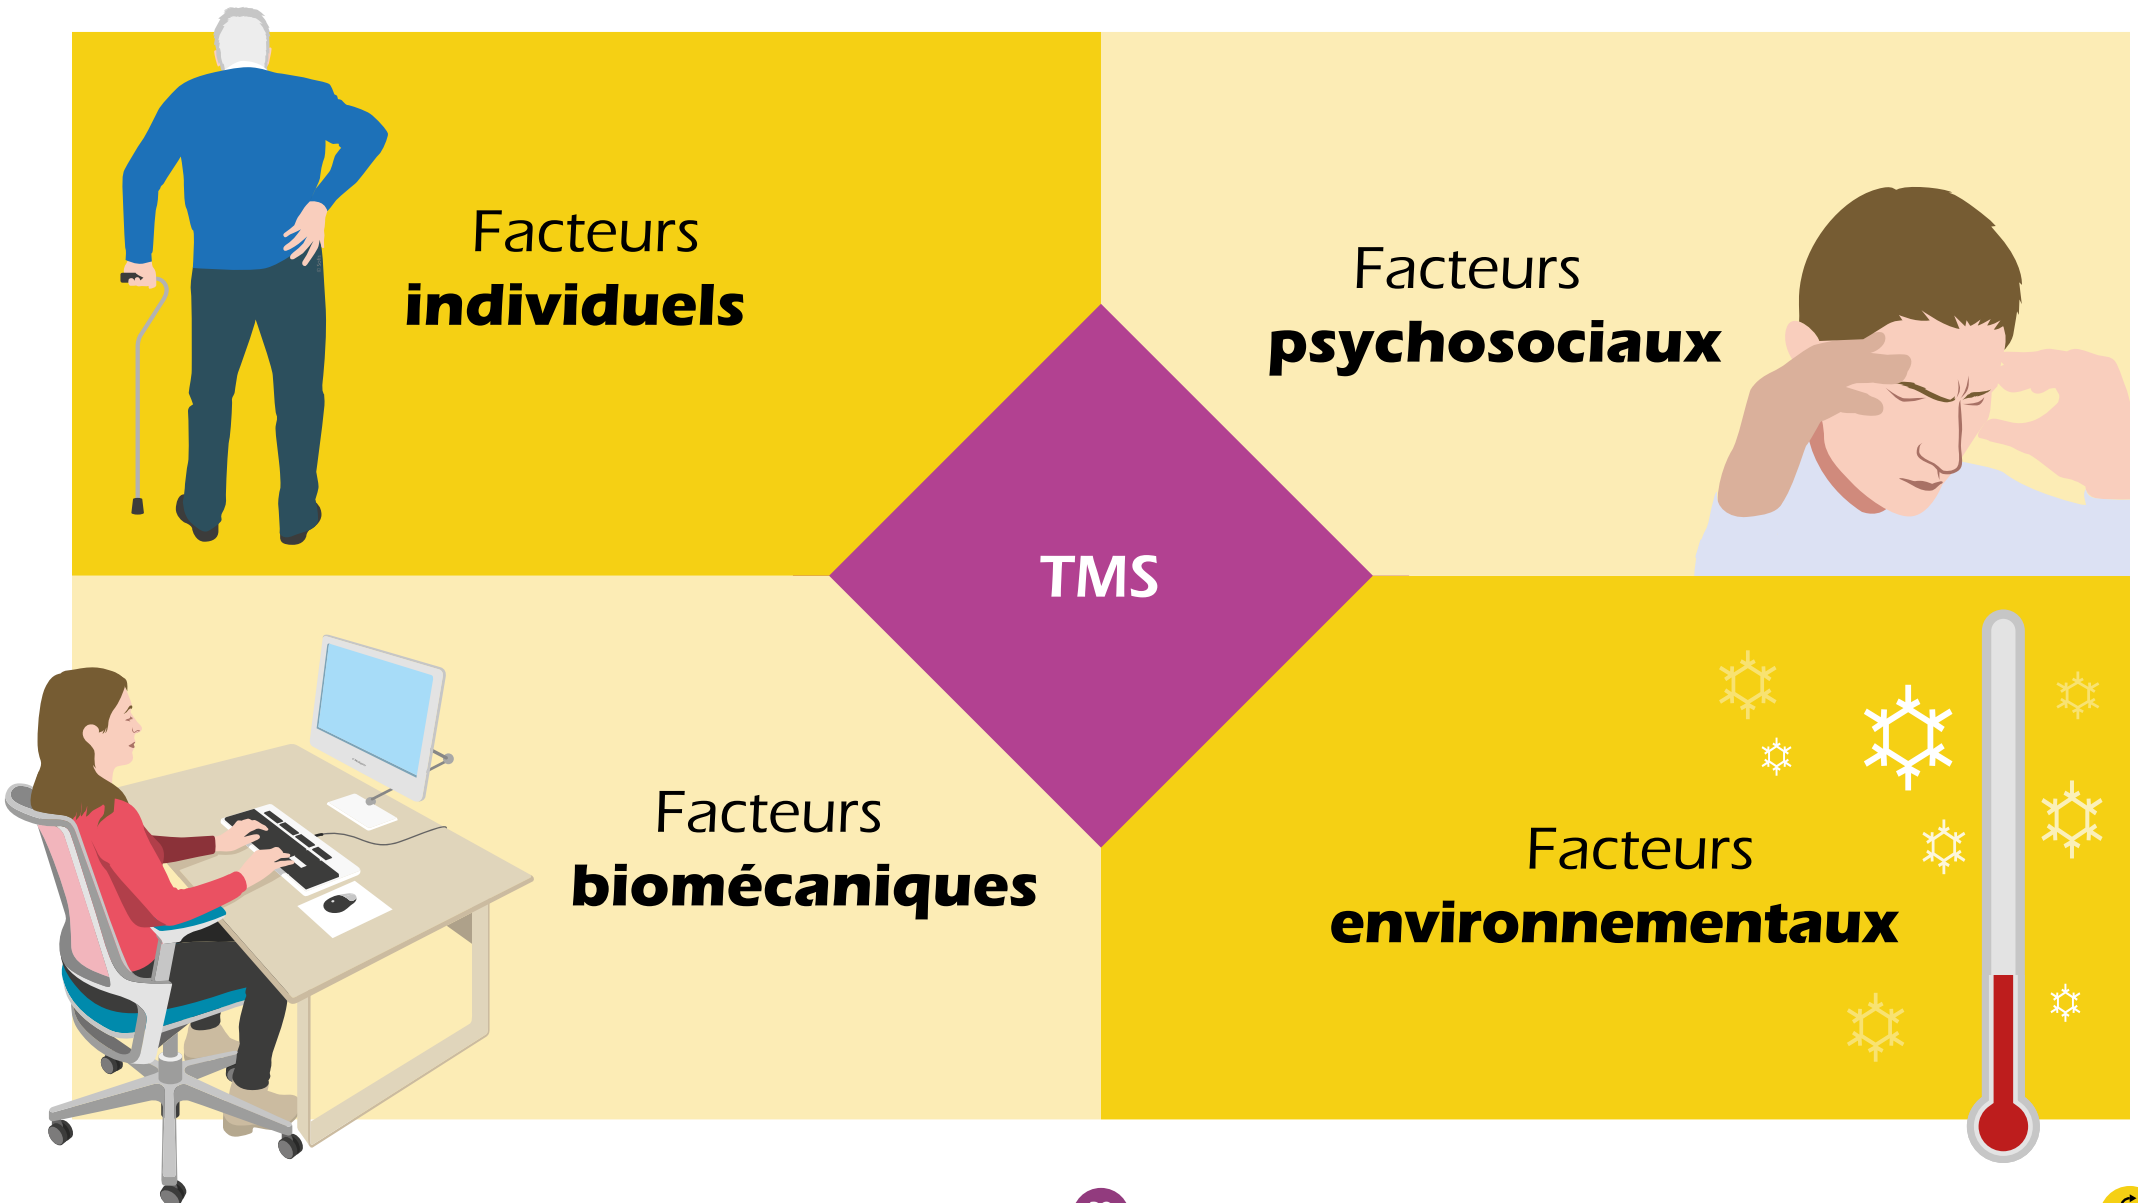 Facteurs
individuels
Facteurs
psychosociaux
TMS
Facteurs
biomécaniques
Facteurs
environnementaux